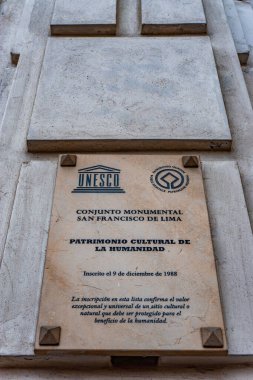 UNESCO
CONJUNTO MONUMENTAL
SAN FRANCISCO DE LIMA
PATRIMONIO CULTURAL DE
LA HUMANIDAD
Inscrito el 9 de diciembre de 1988
La inscripción en esta lista confirma el valor
excepcional y universal de un sitio cultural o
natural que debe ser protegido para el
beneficio de la humanidad.